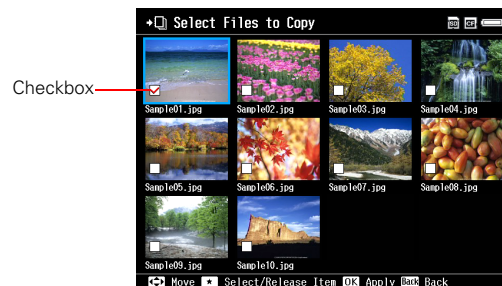 Select Files to Copy
SD CF
Checkbox
Sample01.jpg Sample02.jpg Sample03.jpg Sample04.jpg
Sample05.jpg Sample06.jpg Sample07.jpg Sample08.jpg
Sample09.jpg Sample10.jpg
Move Select/Release Item OK Apply Back Back